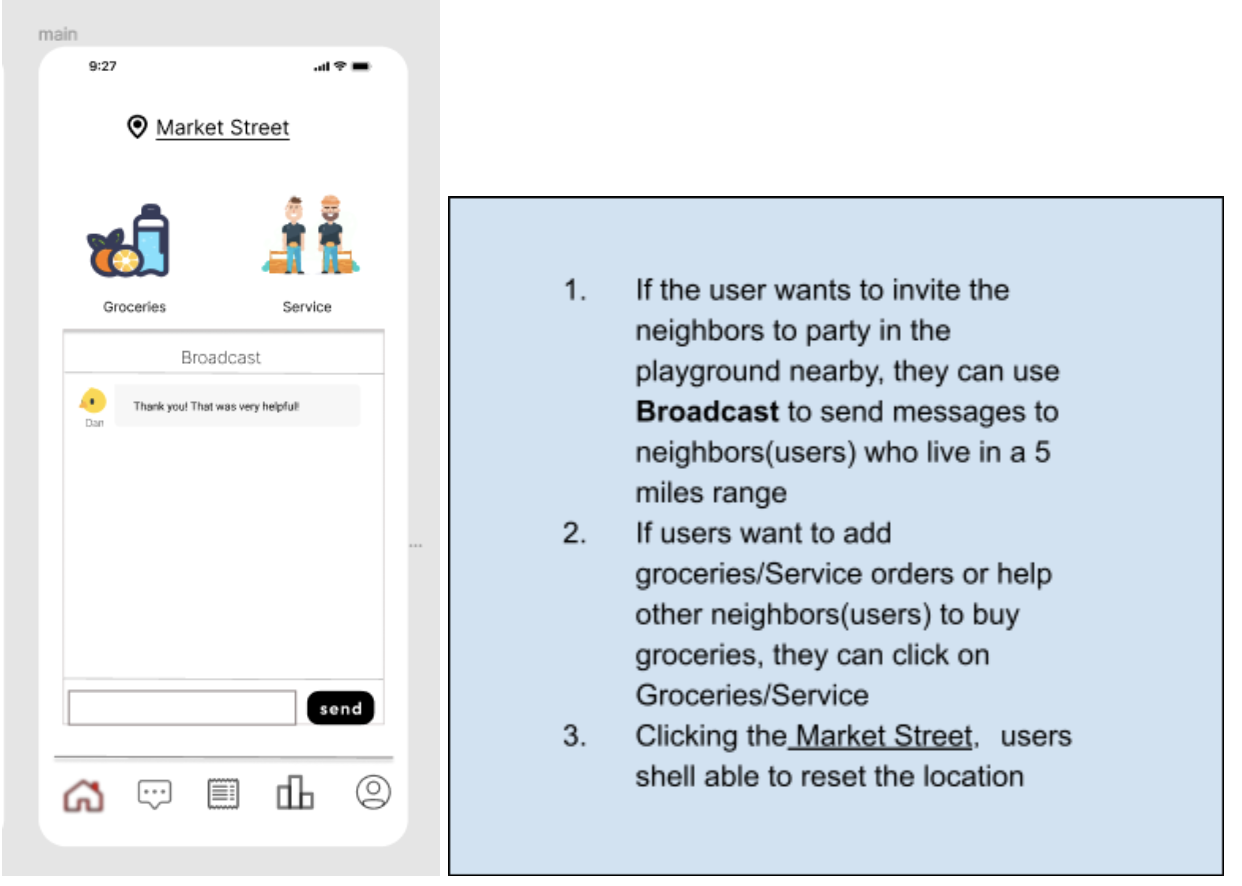 main
9:27
Market Street
Groceries
Service
Broadcast
Thank you! That was very helpful!
Dan
send
1. If the user wants to invite the
neighbors to party in the
playground nearby, they can use
Broadcast to send messages to
neighbors(users) who live in a 5
miles range
2. If users want to add
groceries/Service orders or help
other neighbors(users) to buy
groceries, they can click on
Groceries/Service
3. Clicking the Market Street, users
shell able to reset the location